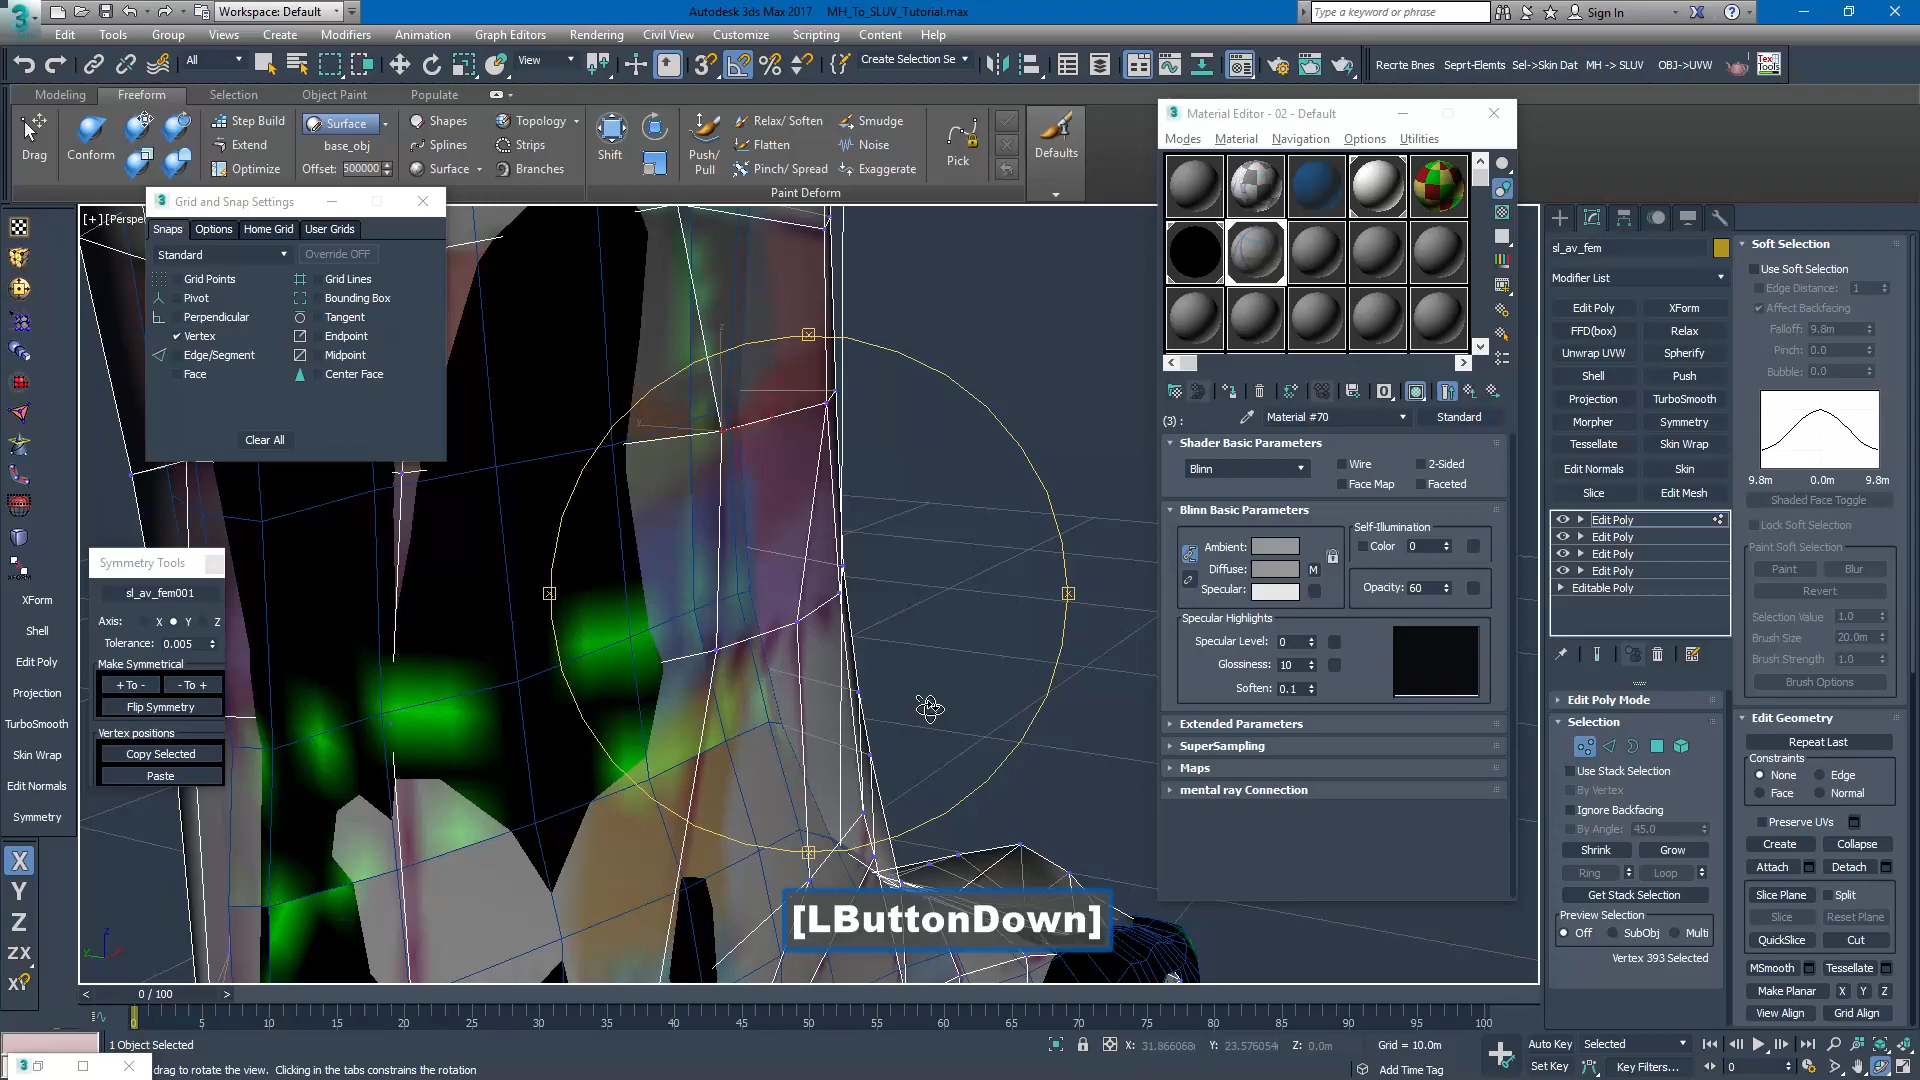 Workspace: Default
Autodesk 3ds Max 2017    MH_To_SLUV_Tutorial.max
Type a keyword or phrase
Sign In
Edit Tools Group Views Create Modifiers Animation Graph Editors Rendering Civil View Customize Scripting Content Help
All View Create Selection Se Recrte Bnes Seprt-Elemts Sel->Skin Dat MH -> SLUV OBJ->UVW
Modeling Freeform Selection Object Paint Populate
Drag
Conform
Step Build
Extend
Optimize
Surface
base_obj
Offset: 500000
Shapes
Splines
Surface
Topology
Strips
Branches
Shift
Push/
Pull
Relax/ Soften
Flatten
Pinch/ Spread
Smudge
Noise
Exaggerate
Pick
Defaults
Paint Deform
[+] [Perspe
Grid and Snap Settings
Snaps Options Home Grid User Grids
Standard Override OFF
Grid Points Grid Lines
Pivot Bounding Box
Perpendicular Tangent
Vertex Endpoint
Edge/Segment Midpoint
Face Center Face
Clear All
Symmetry Tools
sl_av_fem001
Axis: X Y Z
Tolerance: 0.005
Make Symmetrical
+ To - - To +
Flip Symmetry
Vertex positions
Copy Selected
Paste
XFORM
XForm
Shell
Edit Poly
Projection
TurboSmooth
Skin Wrap
Edit Normals
Symmetry
X
Y
Z
ZX
X?
[LButtonDown]
Material Editor - 02 - Default
Modes Material Navigation Options Utilities
(3): Material #70 Standard
Shader Basic Parameters
Blinn Wire 2-Sided
Face Map Faceted
Blinn Basic Parameters
Self-Illumination
Ambient: Color 0
Diffuse: M
Specular: Opacity: 60
Specular Highlights
Specular Level: 0
Glossiness: 10
Soften: 0.1
Extended Parameters
SuperSampling
Maps
mental ray Connection
sl_av_fem
Modifier List
Edit Poly XForm
FFD(box) Relax
Unwrap UVW Spherify
Shell Push
Projection TurboSmooth
Morpher Symmetry
Tessellate Skin Wrap
Edit Normals Skin
Slice Edit Mesh
Edit Poly
Edit Poly
Edit Poly
Edit Poly
Editable Poly
Edit Poly Mode
Selection
Use Stack Selection
By Vertex
Ignore Backfacing
By Angle: 45.0
Shrink Grow
Ring Loop
Get Stack Selection
Preview Selection
Off SubObj Multi
Vertex 393 Selected
Soft Selection
Use Soft Selection
Edge Distance: 1
Affect Backfacing
Falloff: 9.8m
Pinch: 0.0
Bubble: 0.0
9.8m 0.0m 9.8m
Shaded Face Toggle
Lock Soft Selection
Paint Soft Selection
Paint Blur
Revert
Selection Value 1.0
Brush Size 20.0m
Brush Strength 1.0
Brush Options
Edit Geometry
Repeat Last
Constraints
None Edge
Face Normal
Preserve UVs
Create Collapse
Attach Detach
Slice Plane Split
Slice Reset Plane
QuickSlice Cut
MSmooth Tessellate
Make Planar X Y Z
View Align Grid Align
< 0 / 100 >
0 5 10 15 20 25 30 35 40 45 50 55 60 65 70 75 80 85 90 95 100
1 Object Selected
X: 31.866068 Y: 23.576054 Z: 0.0m Grid = 10.0m
Auto Key Selected
drag to rotate the view. Clicking in the tabs constrains the rotation
Add Time Tag
Set Key Key Filters... 0